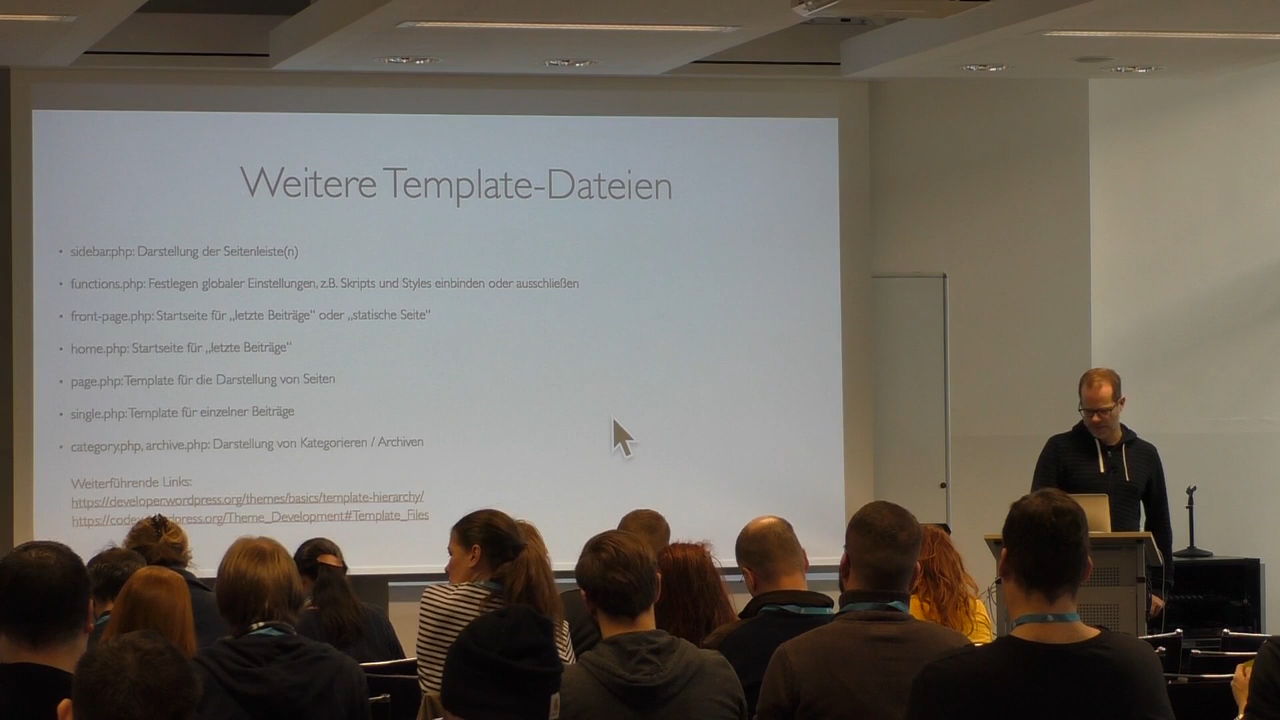 Weitere Template-Dateien
• sidebar.php: Darstellung der Seitenleiste(n)
• functions.php: Festlegen globaler Einstellungen, z.B. Skripts und Styles einbinden oder ausschließen
• front-page.php: Startseite für „letzte Beiträge“ oder „statische Seite“
• home.php: Startseite für „letzte Beiträge“
• page.php: Template für die Darstellung von Seiten
• single.php: Template für einzelner Beiträge
• category.php, archive.php: Darstellung von Kategorieren / Archiven
Weiterführende Links:
https://developer.wordpress.org/themes/basics/template-hierarchy/
https://codex.wordpress.org/Theme_Development#Template_Files